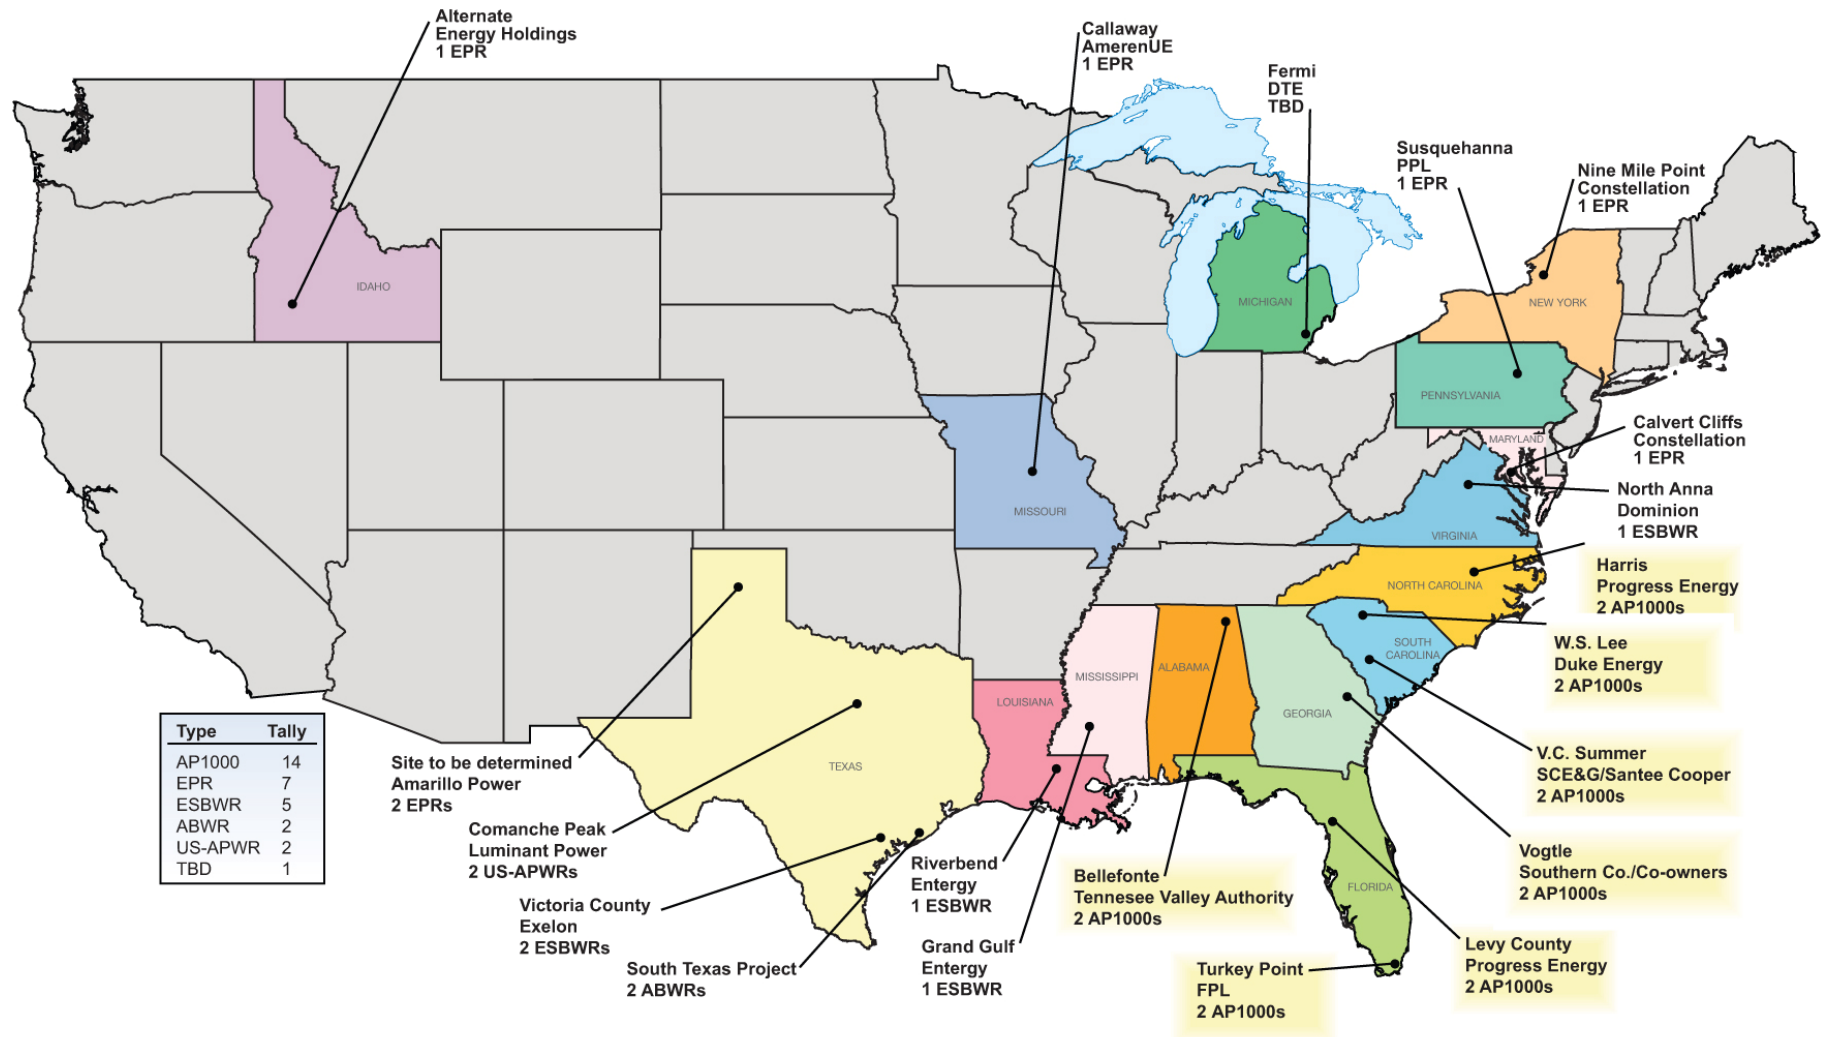 Alternate
Energy Holdings
1 EPR
Callaway
AmerenUE
1 EPR
Fermi
DTE
TBD
Susquehanna
PPL
1 EPR
Nine Mile Point
Constellation
1 EPR
IDAHO
MICHIGAN
NEW YORK
PENNSYLVANIA
MARYLAND
Calvert Cliffs
Constellation
1 EPR
North Anna
Dominion
1 ESBWR
MISSOURI
VIRGINIA
Harris
Progress Energy
2 AP1000s
NORTH CAROLINA
W.S. Lee
Duke Energy
2 AP1000s
SOUTH
CAROLINA
MISSISSIPPI
ALABAMA
LOUISIANA
GEORGIA
TEXAS
FLORIDA
Type Tally
AP1000 14
EPR 7
ESBWR 5
ABWR 2
US-APWR 2
TBD 1
Site to be determined
Amarillo Power
2 EPRs
Comanche Peak
Luminant Power
2 US-APWRs
Victoria County
Exelon
2 ESBWRs
South Texas Project
2 ABWRs
Riverbend
Entergy
1 ESBWR
Grand Gulf
Entergy
1 ESBWR
Bellefonte
Tennesee Valley Authority
2 AP1000s
Turkey Point
FPL
2 AP1000s
Levy County
Progress Energy
2 AP1000s
Vogtle
Southern Co./Co-owners
2 AP1000s
V.C. Summer
SCE&G/Santee Cooper
2 AP1000s